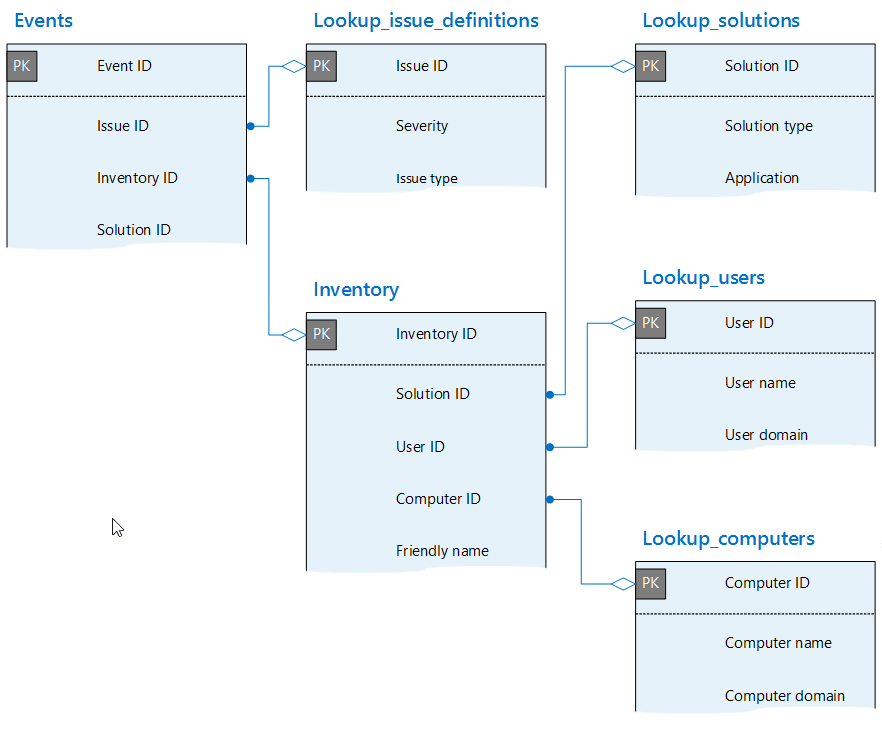 Events
PK
Event ID
Issue ID
Inventory ID
Solution ID
Lookup_issue_definitions
PK
Issue ID
Severity
Issue type
Lookup_solutions
PK
Solution ID
Solution type
Application
Inventory
PK
Inventory ID
Solution ID
User ID
Computer ID
Friendly name
Lookup_users
PK
User ID
User name
User domain
Lookup_computers
PK
Computer ID
Computer name
Computer domain